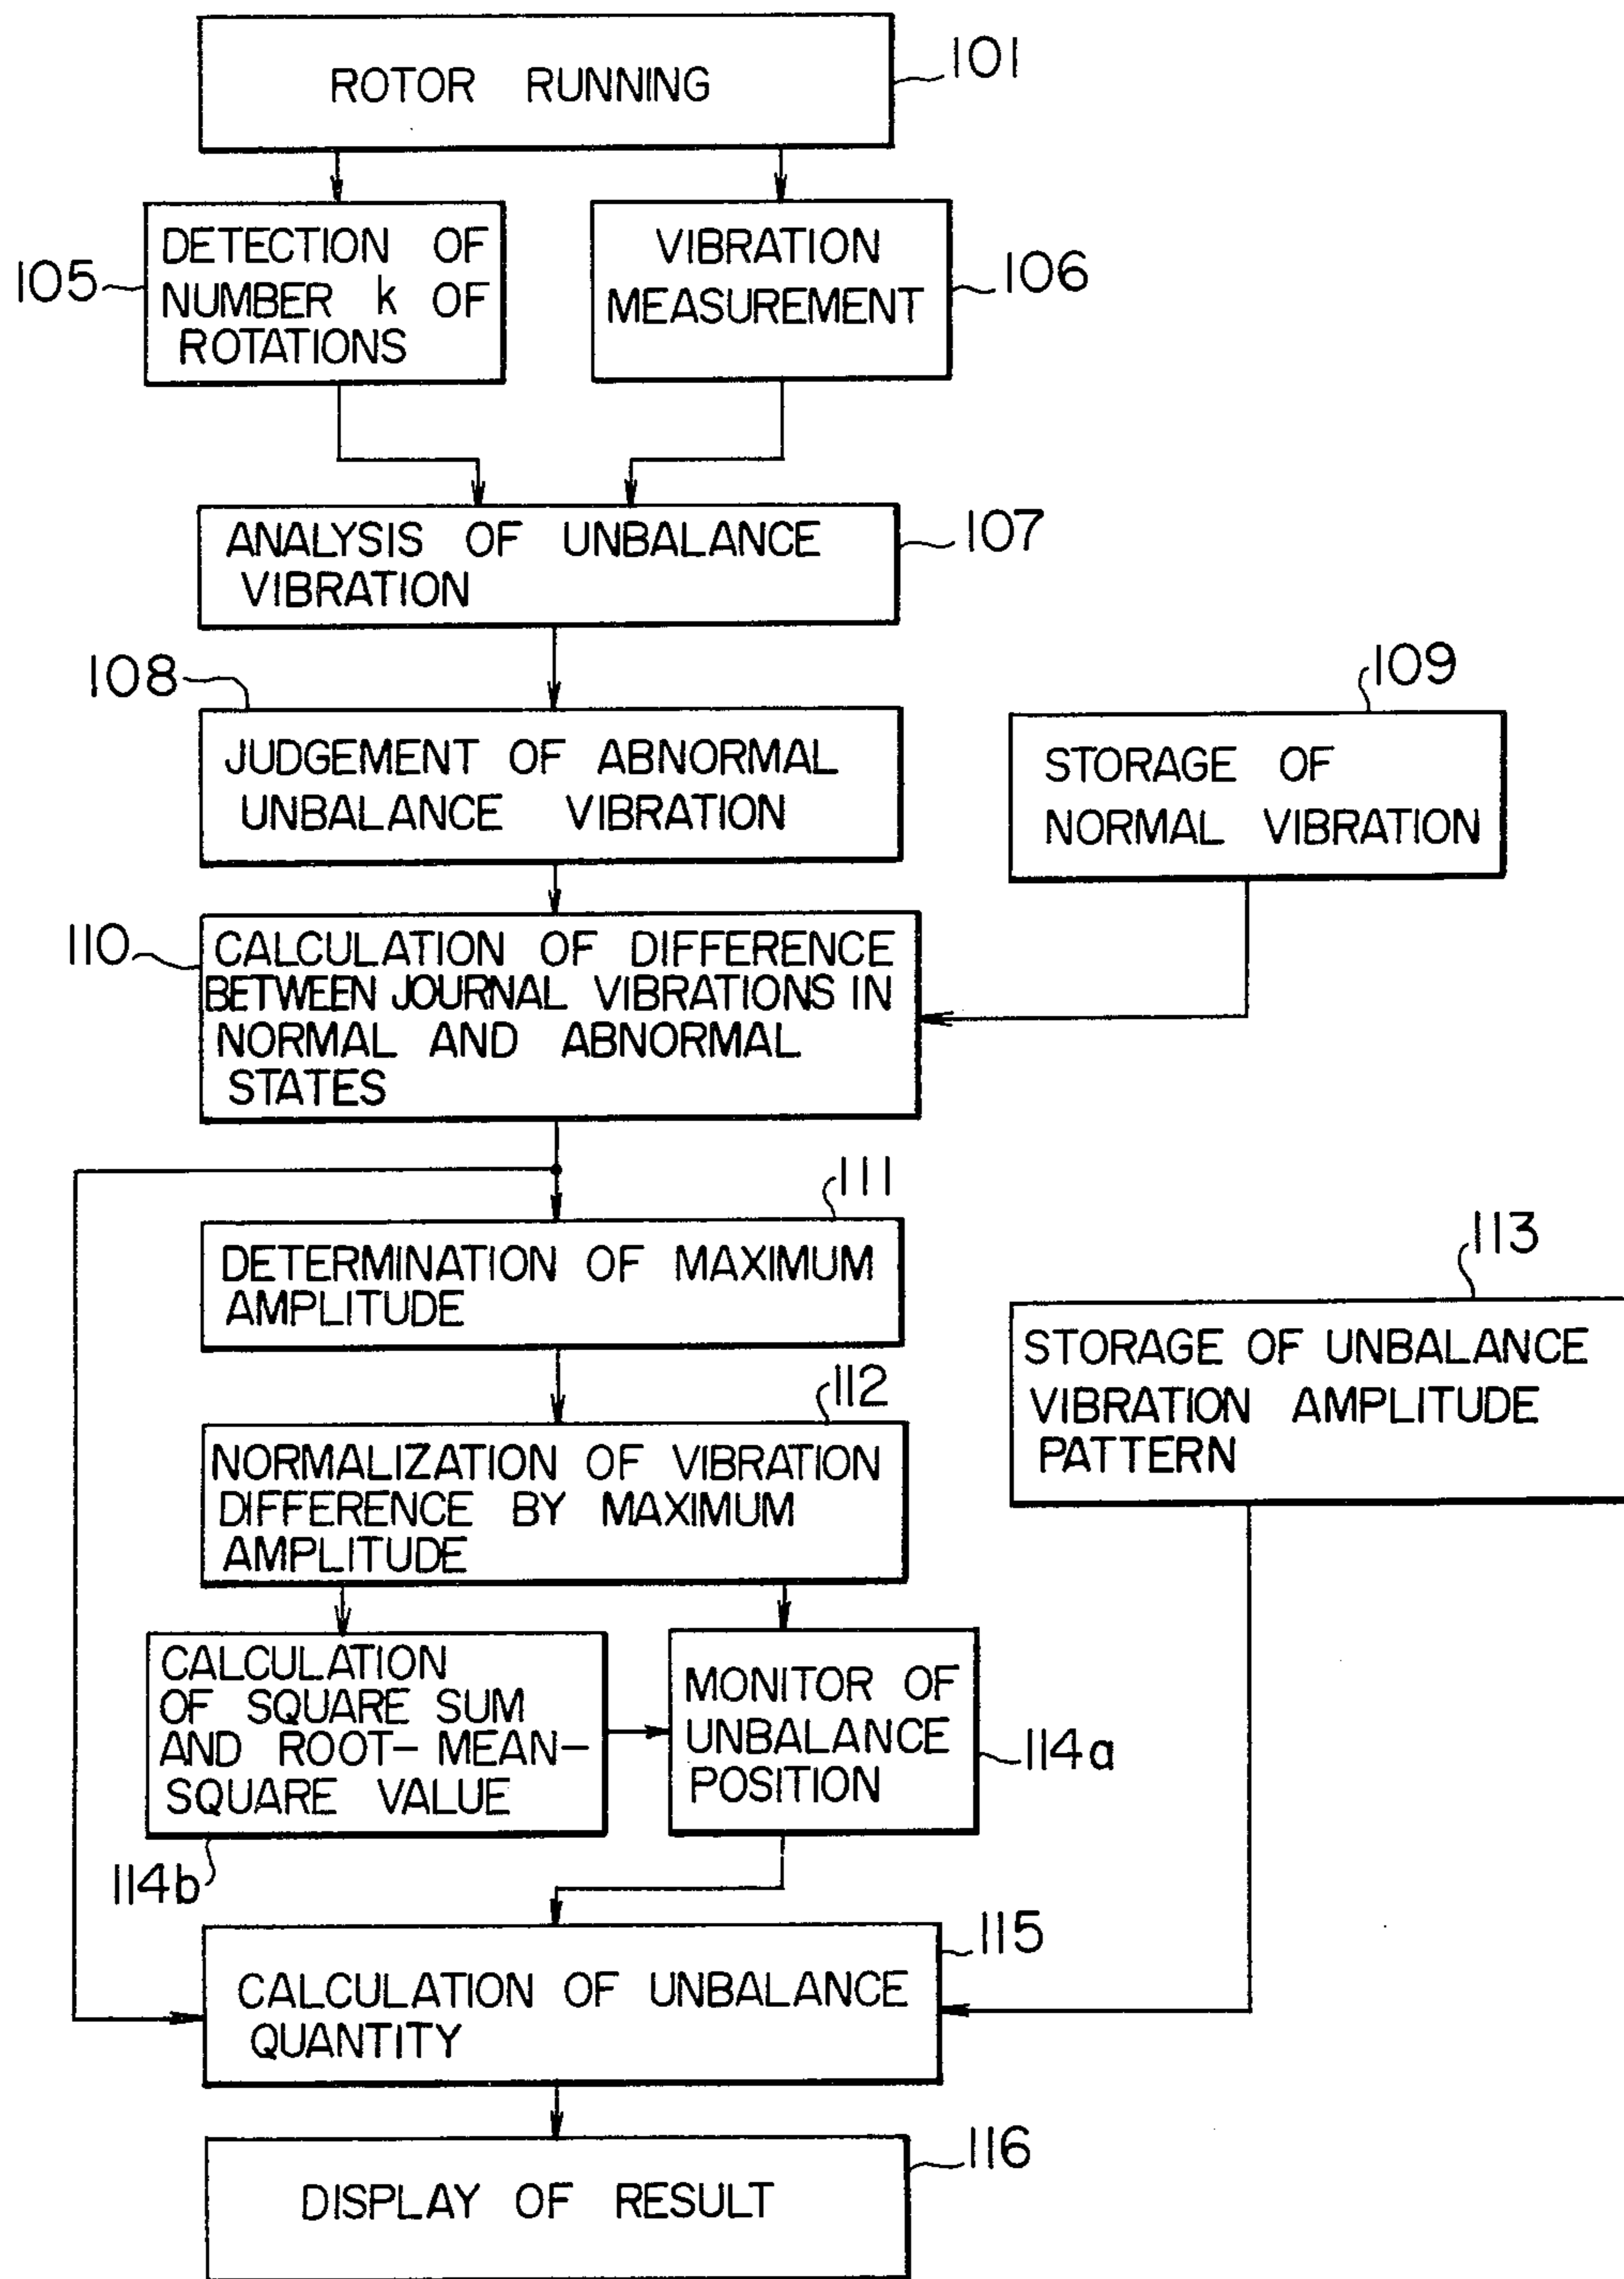 ROTOR RUNNING
101
DETECTION OF
NUMBER k OF
ROTATIONS
105
VIBRATION
MEASUREMENT
106
ANALYSIS OF UNBALANCE
VIBRATION
107
108
JUDGEMENT OF ABNORMAL
UNBALANCE VIBRATION
109
STORAGE OF
NORMAL VIBRATION
110
CALCULATION OF DIFFERENCE
BETWEEN JOURNAL VIBRATIONS IN
NORMAL AND ABNORMAL
STATES
111
DETERMINATION OF MAXIMUM
AMPLITUDE
113
STORAGE OF UNBALANCE
VIBRATION AMPLITUDE
PATTERN
112
NORMALIZATION OF VIBRATION
DIFFERENCE BY MAXIMUM
AMPLITUDE
CALCULATION
OF SQUARE SUM
AND ROOT-MEAN-
SQUARE VALUE
114b
MONITOR OF
UNBALANCE
POSITION
114a
115
CALCULATION OF UNBALANCE
QUANTITY
116
DISPLAY OF RESULT